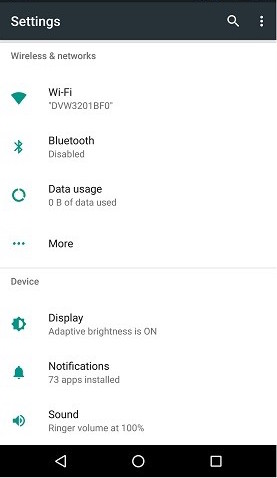 Settings
Wireless & networks
Wi-Fi
"DVW3201BF0"
Bluetooth
Disabled
Data usage
0 B of data used
More
Device
Display
Adaptive brightness is ON
Notifications
73 apps installed
Sound
Ringer volume at 100%